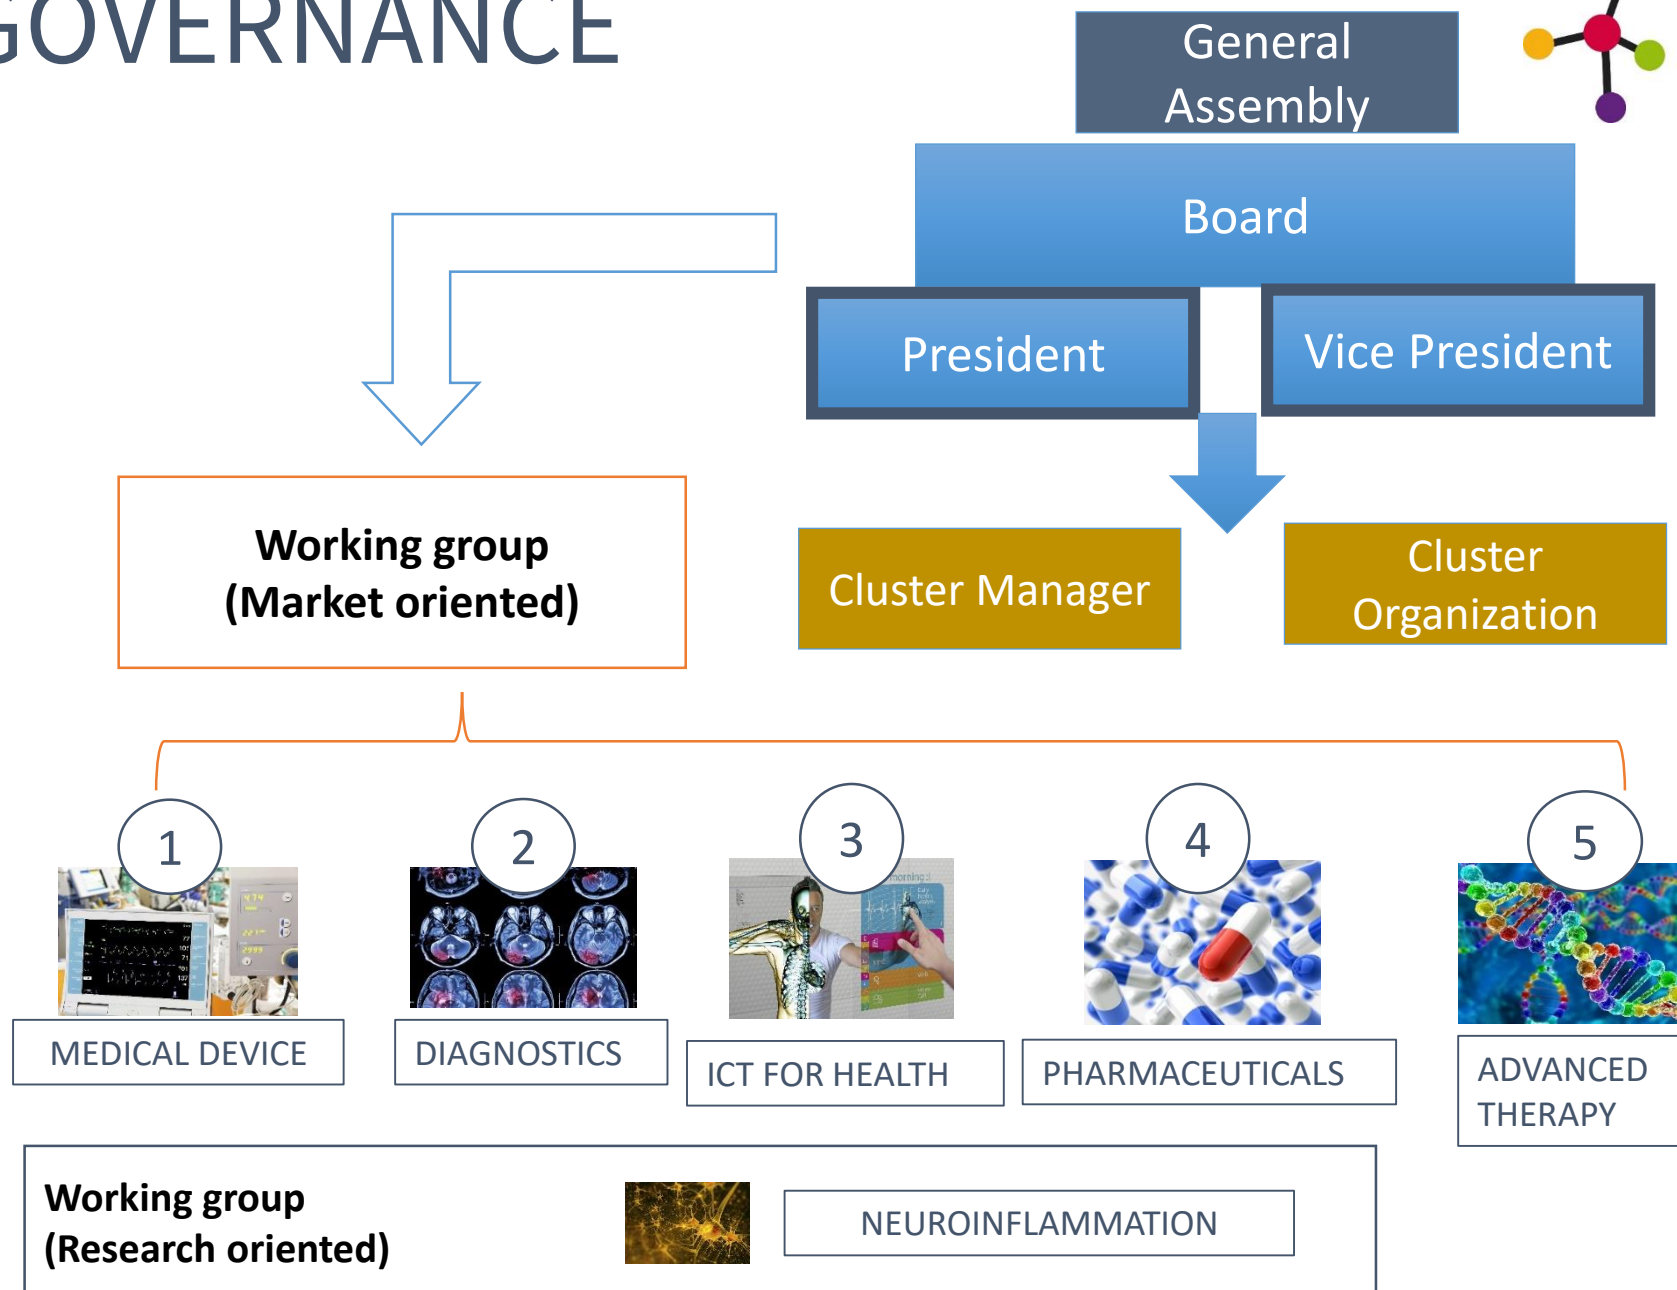 GOVERNANCE
General
Assembly
Board
President
Vice President
Working group
(Market oriented)
Cluster Manager
Cluster
Organization
1
2
3
4
5
MEDICAL DEVICE
DIAGNOSTICS
ICT FOR HEALTH
PHARMACEUTICALS
ADVANCED
THERAPY
Working group
(Research oriented)
NEUROINFLAMMATION